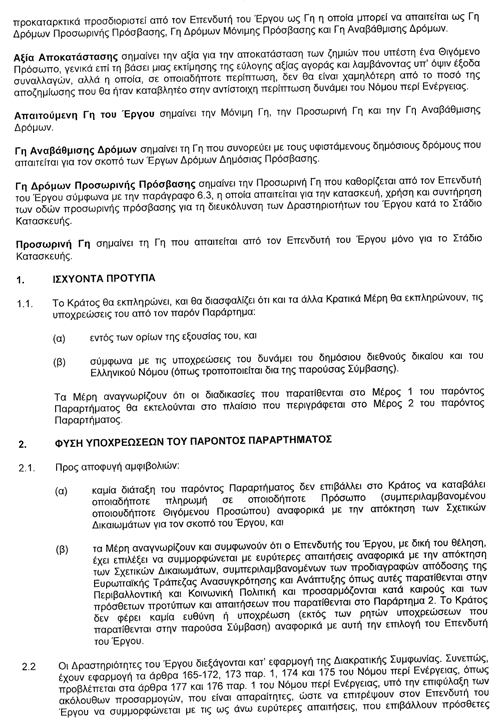 προκαταρκτικά προσδιοριστεί από τον Επενδυτή του Έργου ως Γη η οποία μπορεί να απαιτείται ως Γη
Δρόμων Προσωρινής Πρόσβασης, Γη Δρόμων Μόνιμης Πρόσβασης και Γη Αναβάθμισης Δρόμων.
Αξία Αποκατάστασης σημαίνει την αξία για την αποκατάσταση των ζημιών που υπέστη ένα Θιγόμενο
Πρόσωπο, γενικά επί τη βάσει μιας εκτίμησης της εύλογης αξίας αγοράς και λαμβάνοντας υπ' όψιν έξοδα
συναλλαγών, αλλά η οποία, σε οποιαδήποτε περίπτωση, δεν θα είναι χαμηλότερη από το ποσό της
αποζημίωσης που θα ήταν καταβλητέο στην αντίστοιχη περίπτωση δυνάμει του Νόμου περί Ενέργειας.
Απαιτούμενη Γη του Έργου σημαίνει την Μόνιμη Γη, την Προσωρινή Γη και την Γη Αναβάθμισης
Δρόμων.
Γη Αναβάθμισης Δρόμων σημαίνει τη Γη που συνορεύει με τους υφιστάμενους δημόσιους δρόμους που
απαιτείται για τον σκοπό των Έργων Δρόμων Δημόσιας Πρόσβασης.
Γη Δρόμων Προσωρινής Πρόσβασης σημαίνει την Προσωρινή Γη που καθορίζεται από τον Επενδυτή
του Έργου σύμφωνα με την παράγραφο 6.3, η οποία απαιτείται για την κατασκευή, χρήση και συντήρηση
των οδών προσωρινής πρόσβασης για τη διευκόλυνση των Δραστηριοτήτων του Έργου κατά το Στάδιο
Κατασκευής.
Προσωρινή Γη σημαίνει τη Γη που απαιτείται από τον Επενδυτή του Έργου μόνο για το Στάδιο
Κατασκευής.
1. ΙΣΧΥΟΝΤΑ ΠΡΟΤΥΠΑ
1.1. Το Κράτος θα εκπληρώνει, και θα διασφαλίζει ότι και τα άλλα Κρατικά Μέρη θα εκπληρώνουν, τις
υποχρεώσεις του από τον παρόν Παράρτημα:
(α) εντός των ορίων της εξουσίας του, και
(β) σύμφωνα με τις υποχρεώσεις του δυνάμει του δημόσιου διεθνούς δικαίου και του
Ελληνικού Νόμου (όπως τροποποιείται δια της παρούσας Σύμβασης).
Τα Μέρη αναγνωρίζουν ότι οι διαδικασίες που παρατίθενται στο Μέρος 1 του παρόντος
Παραρτήματος θα εκτελούνται στο πλαίσιο που περιγράφεται στο Μέρος 2 του παρόντος
Παραρτήματος.
2. ΦΥΣΗ ΥΠΟΧΡΕΩΣΕΩΝ ΤΟΥ ΠΑΡΟΝΤΟΣ ΠΑΡΑΡΤΗΜΑΤΟΣ
2.1. Προς αποφυγή αμφιβολιών:
(α) καμία διάταξη του παρόντος Παραρτήματος δεν επιβάλλει στο Κράτος να καταβάλει
οποιαδήποτε πληρωμή σε οποιοδήποτε Πρόσωπο (συμπεριλαμβανομένου
οποιουδήποτε Θιγόμενου Προσώπου) αναφορικά με την απόκτηση των Σχετικών
Δικαιωμάτων για τον σκοπό του Έργου, και
(β) τα Μέρη αναγνωρίζουν και συμφωνούν ότι ο Επενδυτής του Έργου, με δική του θέληση,
έχει επιλέξει να συμμορφώνεται με ευρύτερες απαιτήσεις αναφορικά με την απόκτηση
των Σχετικών Δικαιωμάτων, συμπεριλαμβανομένων των προδιαγραφών απόδοσης της
Ευρωπαϊκής Τράπεζας Ανασυγκρότησης και Ανάπτυξης όπως αυτές παρατίθενται στην
Περιβαλλοντική και Κοινωνική Πολιτική και προσαρμόζονται κατά καιρούς και των
πρόσθετων προτύπων και απαιτήσεων που παρατίθενται στο Παράρτημα 2. Το Κράτος
δεν φέρει καμία ευθύνη ή υποχρέωση (εκτός των ρητών υποχρεώσεων που
παρατίθενται στην παρούσα Σύμβαση) αναφορικά με αυτή την επιλογή του Επενδυτή
του Έργου.
2.2 Οι Δραστηριότητες του Έργου διεξάγονται κατ' εφαρμογή της Διακρατικής Συμφωνίας. Συνεπώς,
έχουν εφαρμογή τα άρθρα 165-172, 173 παρ. 1, 174 και 175 του Νόμου περί Ενέργειας, όπως
προβλέπεται στα άρθρα 177 και 176 παρ. 1 του Νόμου περί Ενέργειας, υπό την επιφύλαξη των
ακόλουθων προσαρμογών, που είναι απαραίτητες, ώστε να επιτρέψουν στον Επενδυτή του
Έργου να συμμορφώνεται με τις ως άνω ευρύτερες απαιτήσεις, που επιβάλλουν πρόσθετες